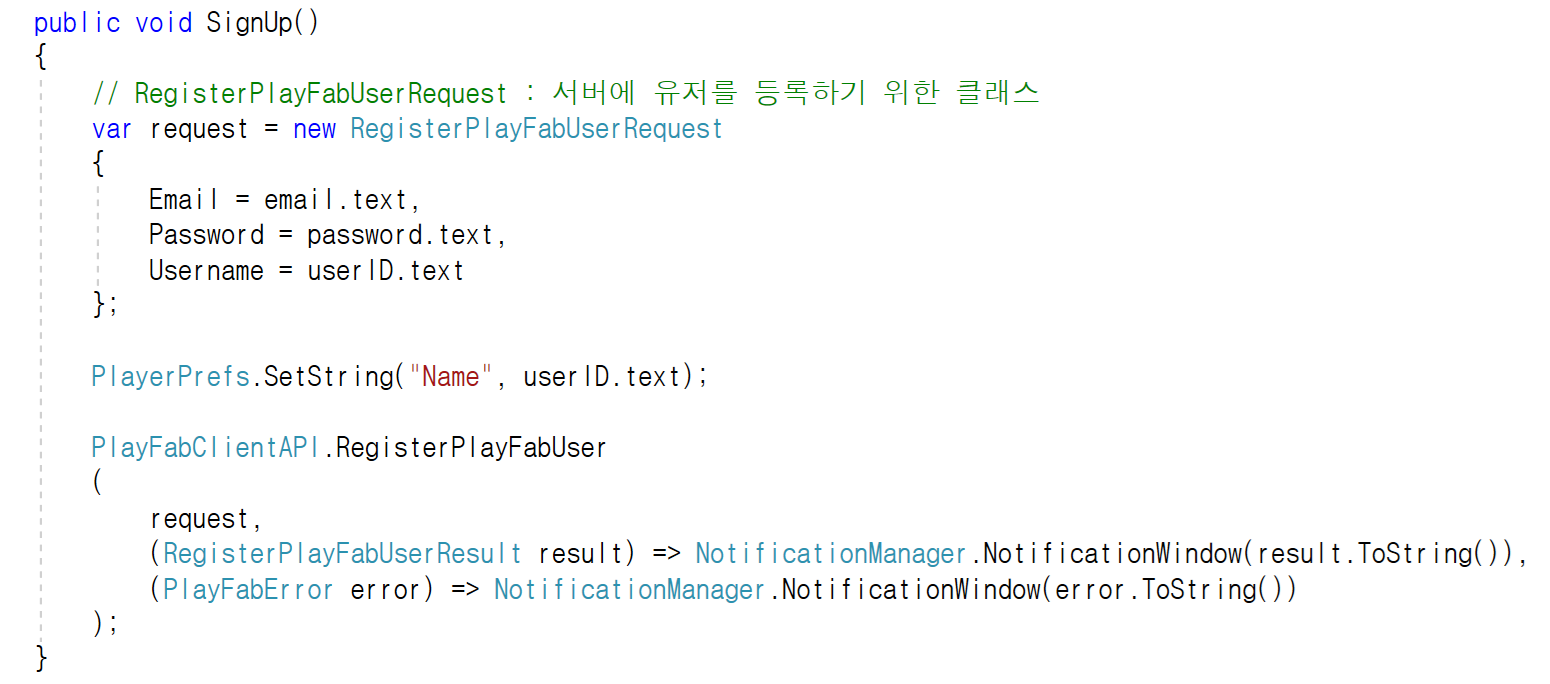 public void SignUp()
{
// RegisterPlayFabUserRequest : 서버에 유저를 등록하기 위한 클래스
var request = new RegisterPlayFabUserRequest
{
Email = email.text,
Password = password.text,
Username = userID.text
};
PlayerPrefs.SetString("Name", userID.text);
PlayFabClientAPI.RegisterPlayFabUser
(
request,
(RegisterPlayFabUserResult result) => NotificationManager.NotificationWindow(result.ToString()),
(PlayFabError error) => NotificationManager.NotificationWindow(error.ToString())
);
}